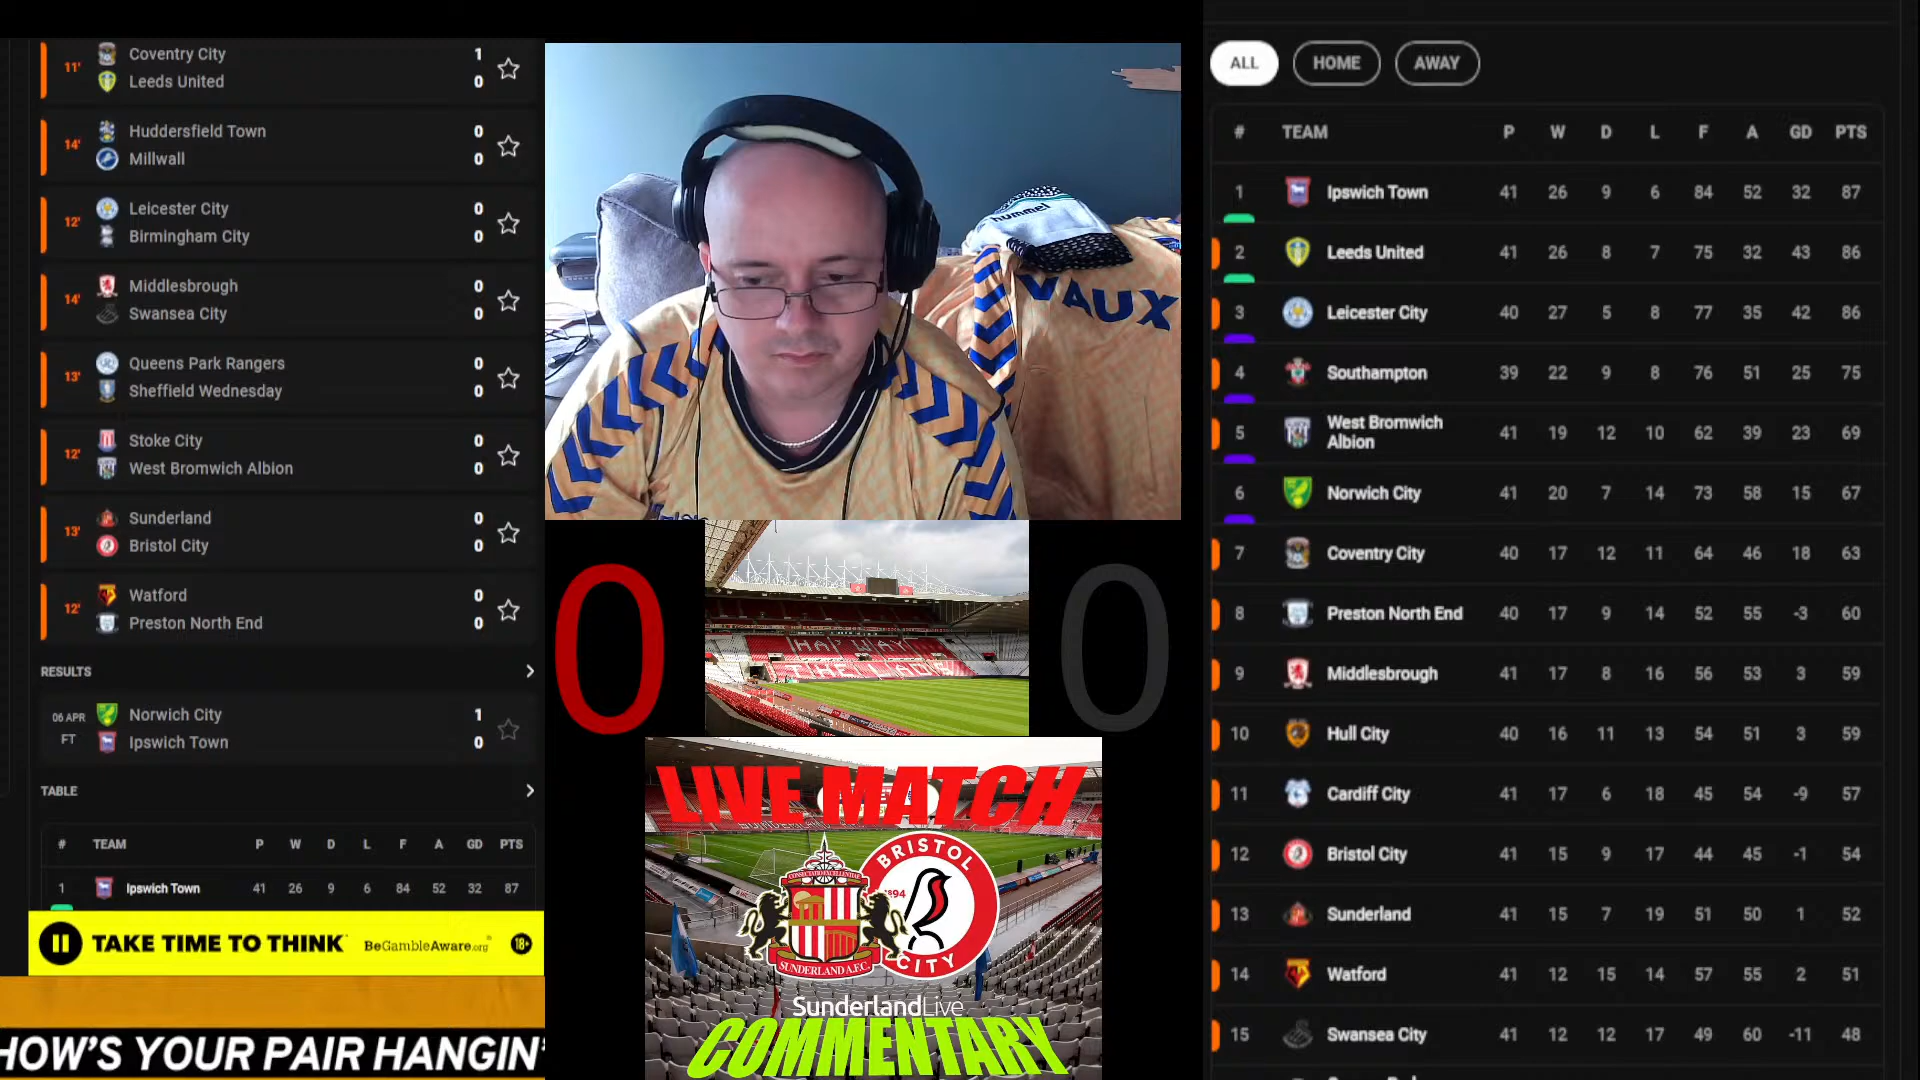 11'
Coventry City 1
Leeds United 0
14'
Huddersfield Town 0
Millwall 0
12'
Leicester City 0
Birmingham City 0
14'
Middlesbrough 0
Swansea City 0
13'
Queens Park Rangers 0
Sheffield Wednesday 0
12'
Stoke City 0
West Bromwich Albion 0
13'
Sunderland 0
Bristol City 0
12'
Watford 0
Preston North End 0
RESULTS
06 APR
FT
Norwich City 1
Ipswich Town 0
TABLE
# TEAM P W D L F A GD PTS
1 Ipswich Town 41 26 9 6 84 52 32 87
TAKE TIME TO THINK BeGambleAware.org 18+
HOW'S YOUR PAIR HANGIN'
hummel
VAUX
0 0
HA'WAY
THE LADS
LIVE MATCH
SUNDERLAND
CONSECTATIO EXCELLENTIAE
SUNDERLAND A.F.C.
BRISTOL
1894
CITY
SunderlandLive
COMMENTARY
ALL HOME AWAY
# TEAM P W D L F A GD PTS
1 Ipswich Town 41 26 9 6 84 52 32 87
2 Leeds United 41 26 8 7 75 32 43 86
3 Leicester City 40 27 5 8 77 35 42 86
4 Southampton 39 22 9 8 76 51 25 75
5 West Bromwich
Albion 41 19 12 10 62 39 23 69
6 Norwich City 41 20 7 14 73 58 15 67
7 Coventry City 40 17 12 11 64 46 18 63
8 Preston North End 40 17 9 14 52 55 -3 60
9 Middlesbrough 41 17 8 16 56 53 3 59
10 Hull City 40 16 11 13 54 51 3 59
11 Cardiff City 41 17 6 18 45 54 -9 57
12 Bristol City 41 15 9 17 44 45 -1 54
13 Sunderland 41 15 7 19 51 50 1 52
14 Watford 41 12 15 14 57 55 2 51
15 Swansea City 41 12 12 17 49 60 -11 48